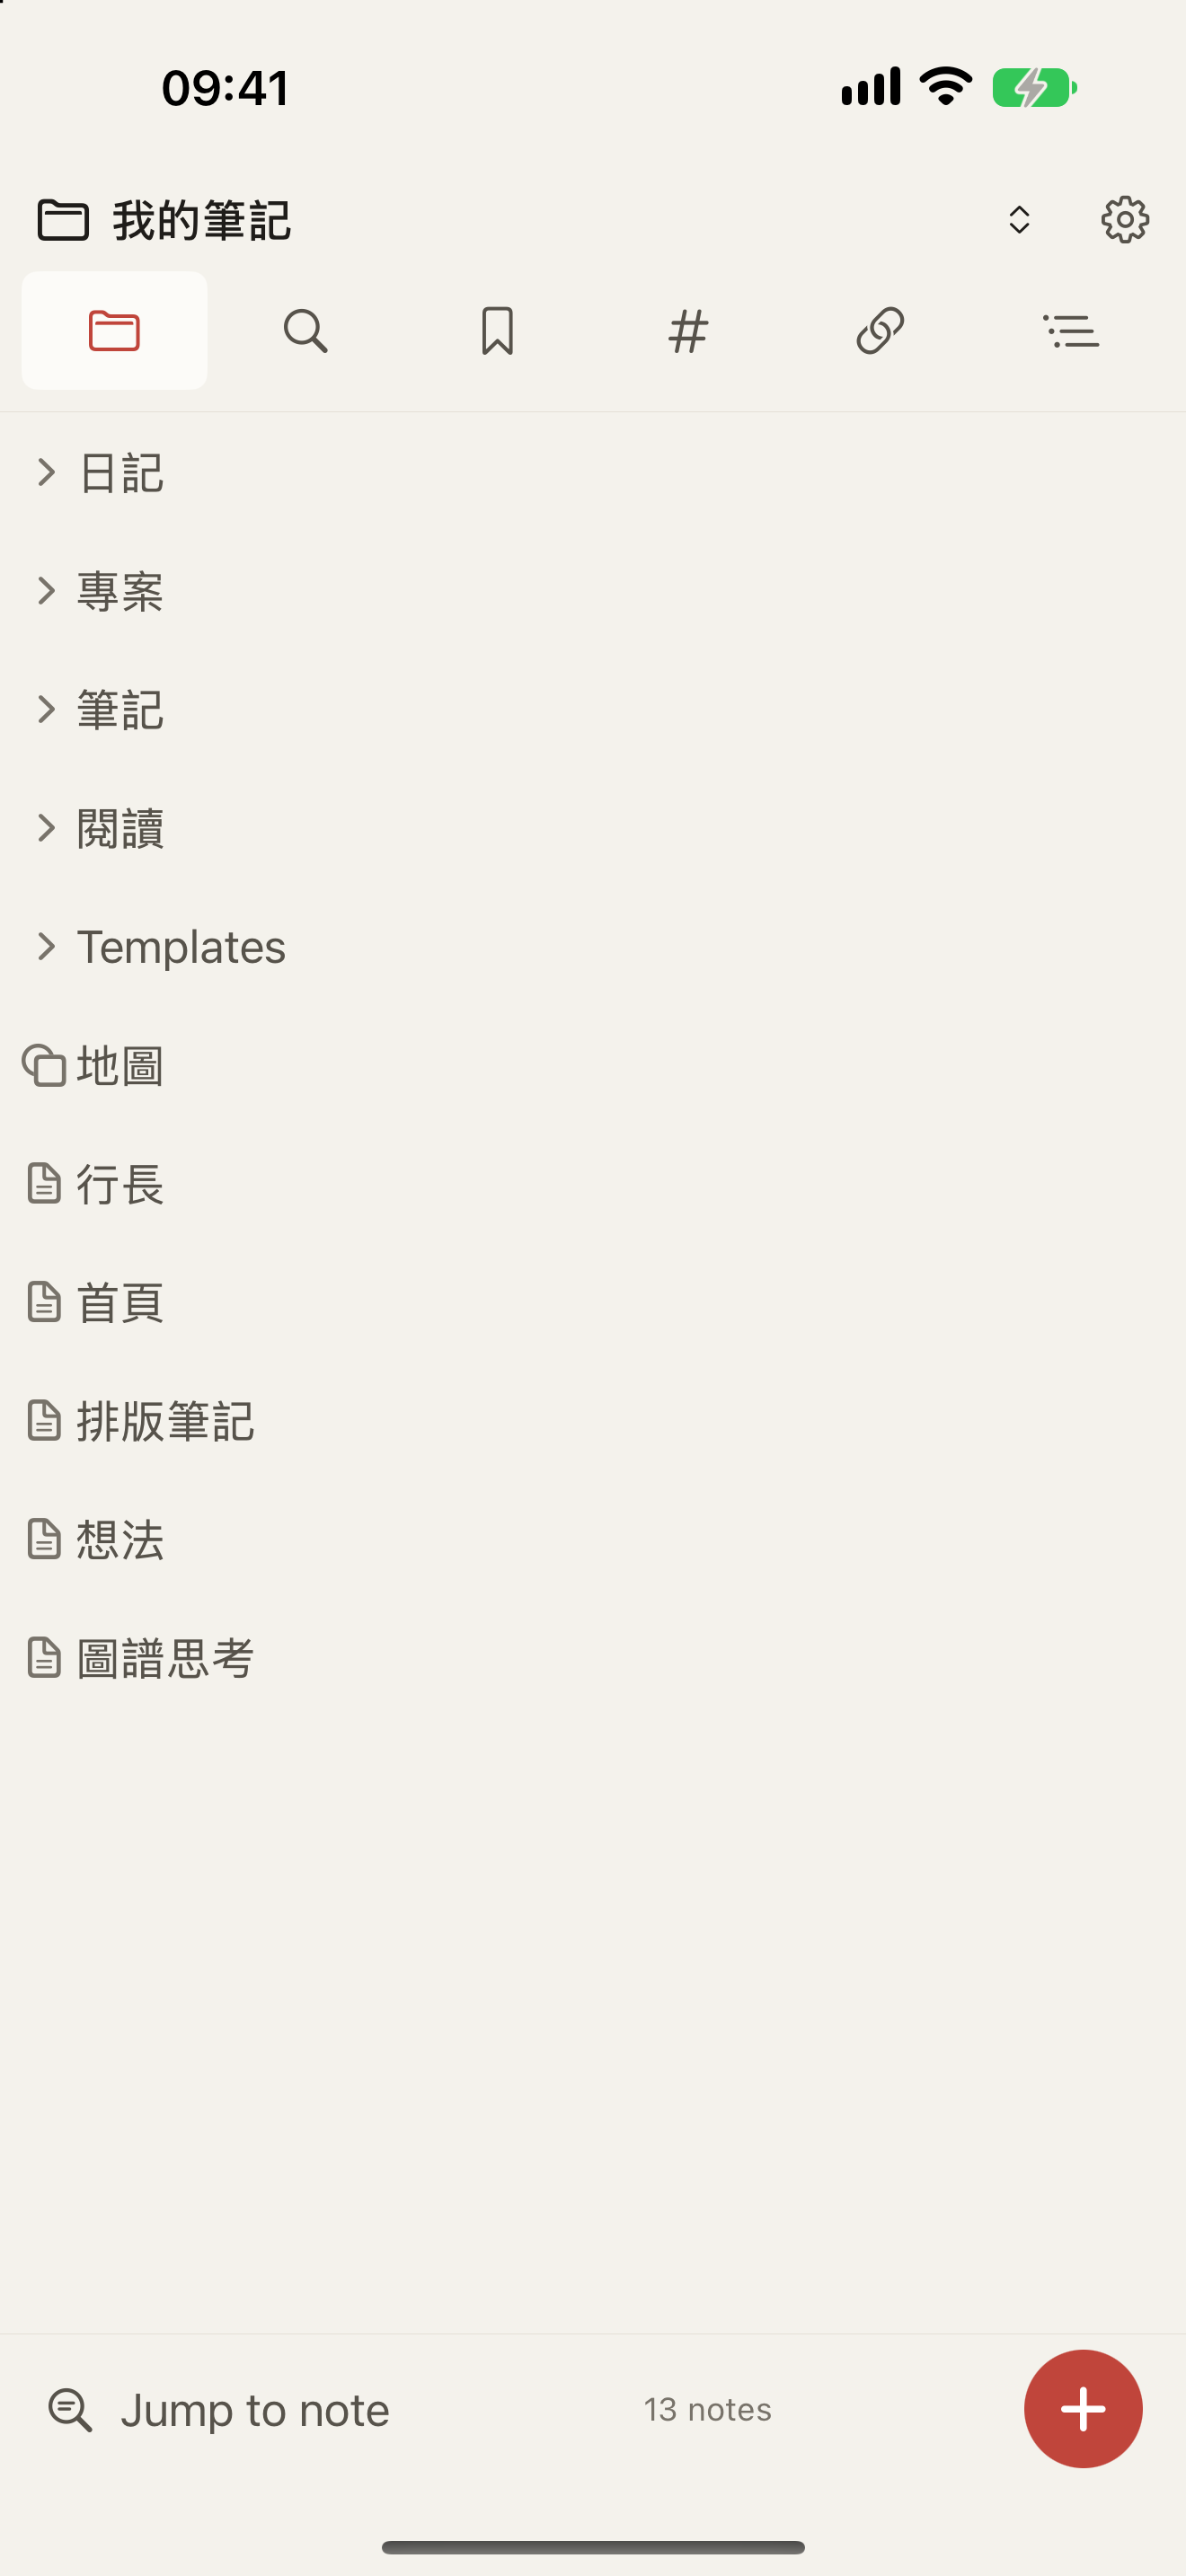 09:41
我的筆記
日記
專案
筆記
閱讀
Templates
地圖
行長
首頁
排版筆記
想法
圖譜思考
Jump to note
13 notes